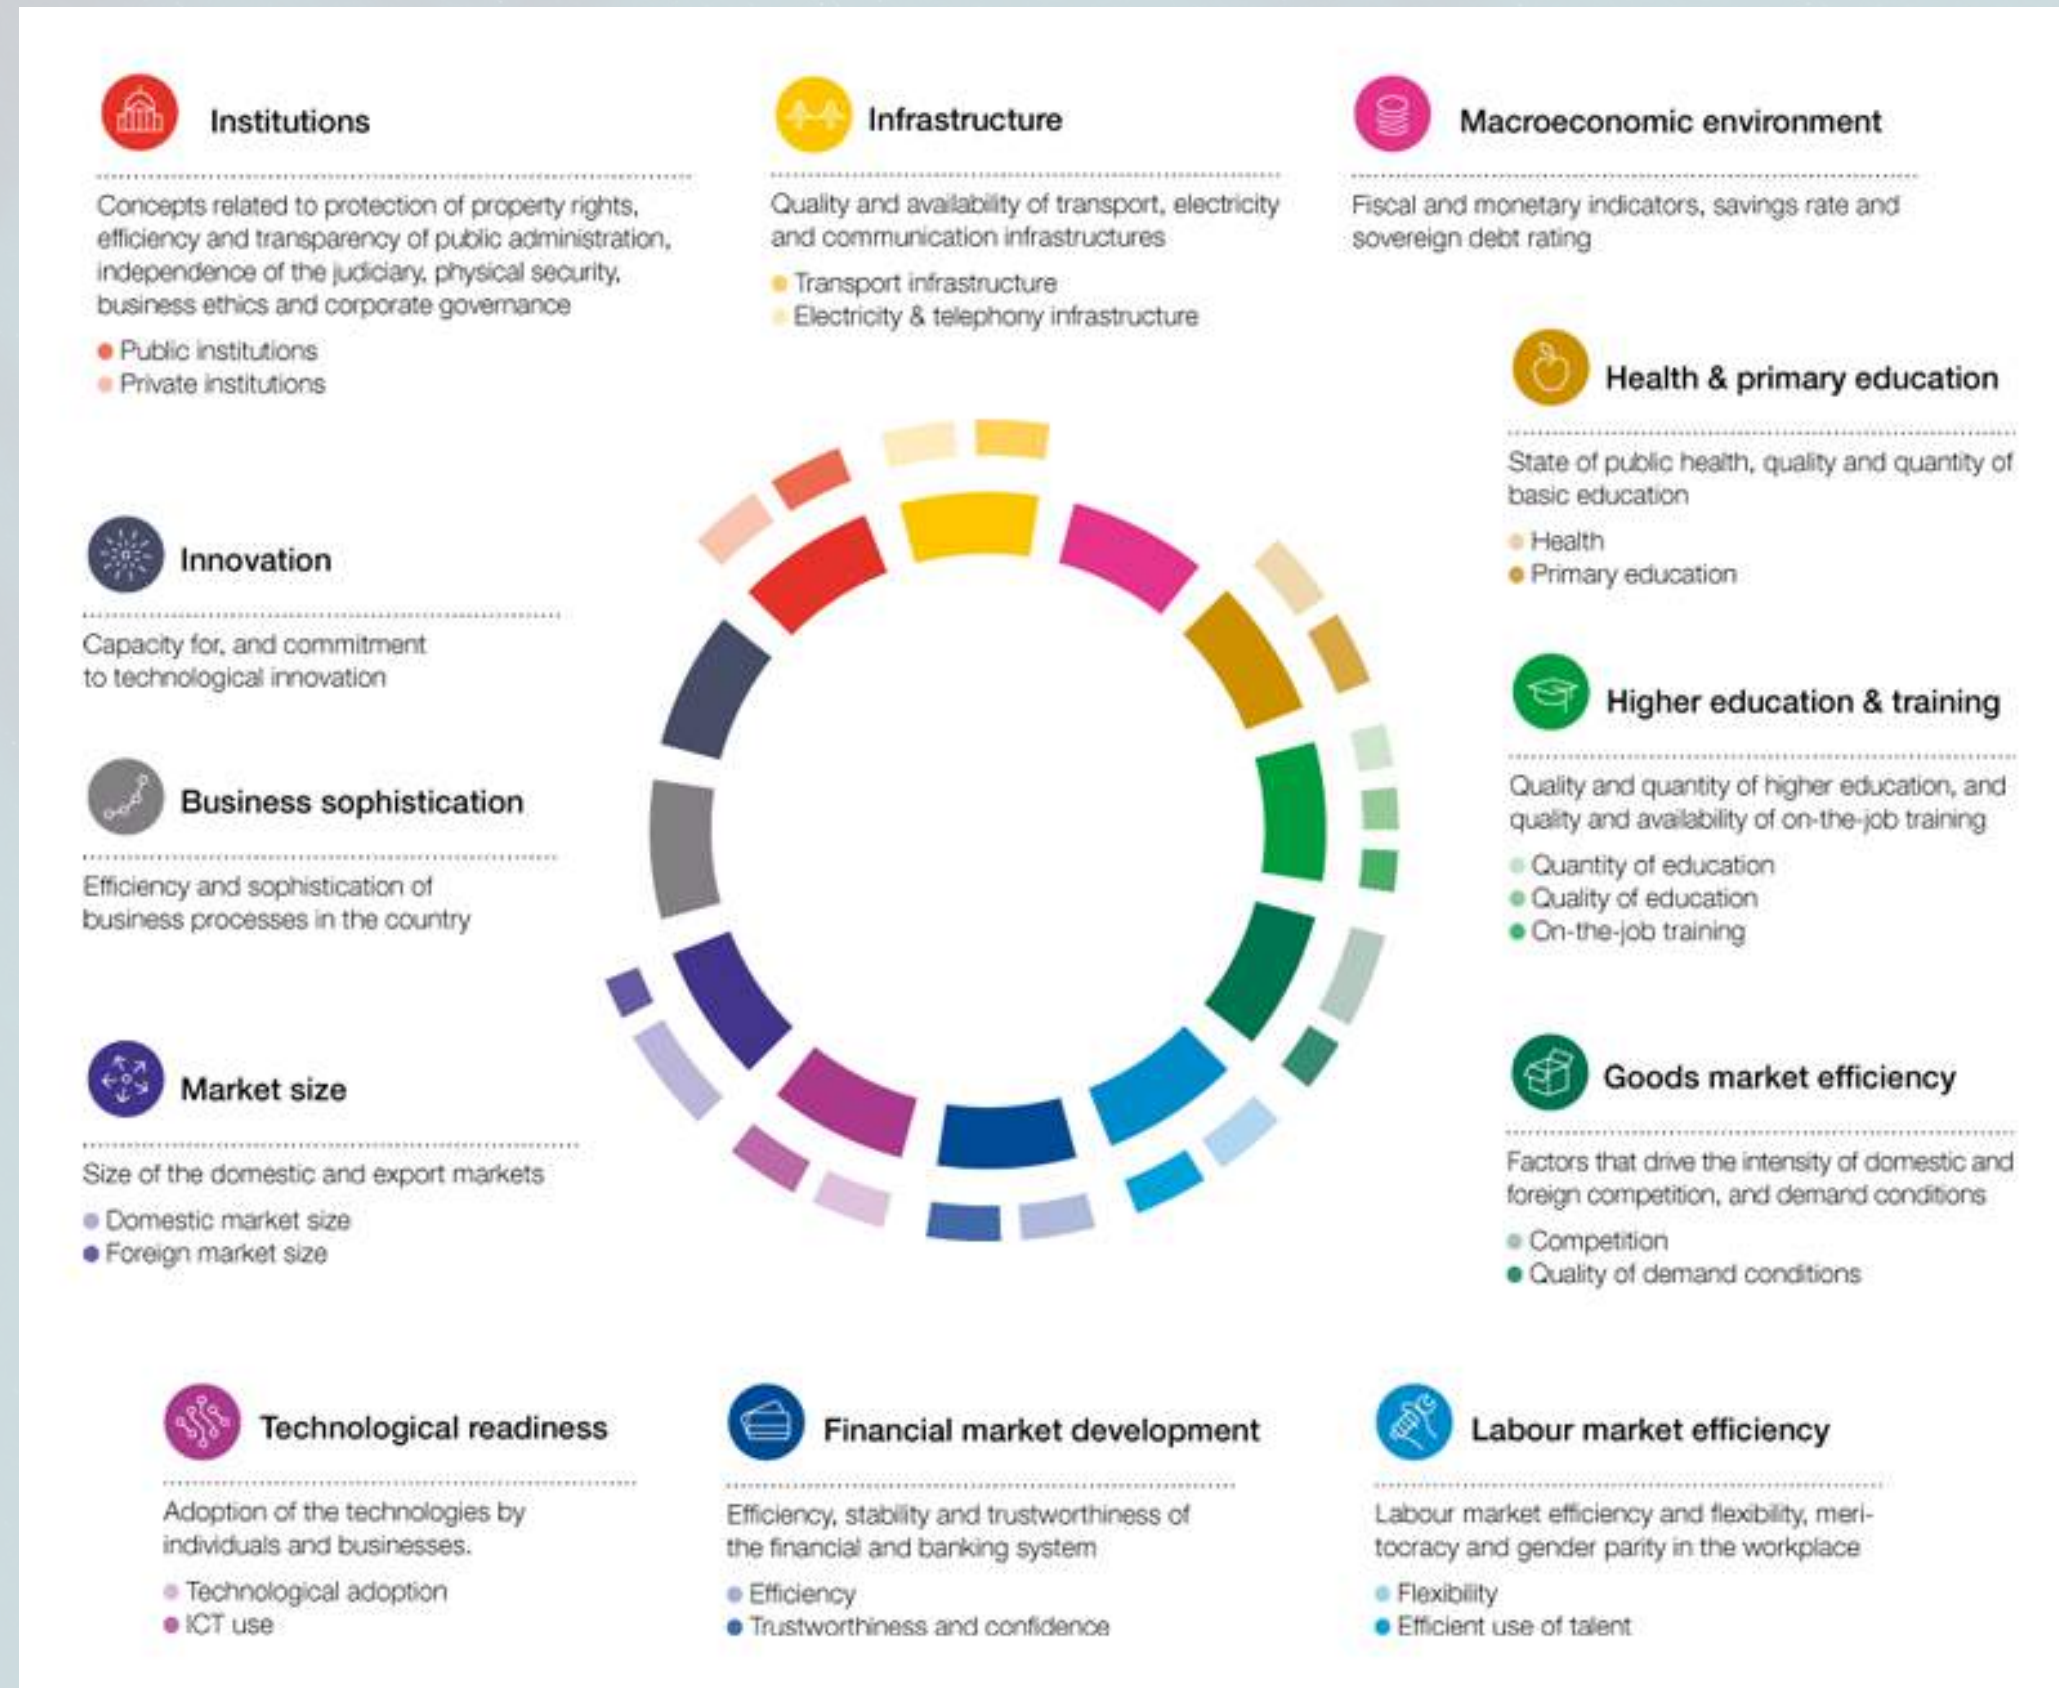 Institutions
Concepts related to protection of property rights,
efficiency and transparency of public administration,
independence of the judiciary, physical security,
business ethics and corporate governance
Public institutions
Private institutions
Infrastructure
Quality and availability of transport, electricity
and communication infrastructures
Transport infrastructure
Electricity & telephony infrastructure
Macroeconomic environment
Fiscal and monetary indicators, savings rate and
sovereign debt rating
Health & primary education
State of public health, quality and quantity of
basic education
Health
Primary education
Higher education & training
Quality and quantity of higher education, and
quality and availability of on-the-job training
Quantity of education
Quality of education
On-the-job training
Goods market efficiency
Factors that drive the intensity of domestic and
foreign competition, and demand conditions
Competition
Quality of demand conditions
Labour market efficiency
Labour market efficiency and flexibility, meri-
tocracy and gender parity in the workplace
Flexibility
Efficient use of talent
Financial market development
Efficiency, stability and trustworthiness of
the financial and banking system
Efficiency
Trustworthiness and confidence
Technological readiness
Adoption of the technologies by
individuals and businesses.
Technological adoption
ICT use
Market size
Size of the domestic and export markets
Domestic market size
Foreign market size
Business sophistication
Efficiency and sophistication of
business processes in the country
Innovation
Capacity for, and commitment
to technological innovation